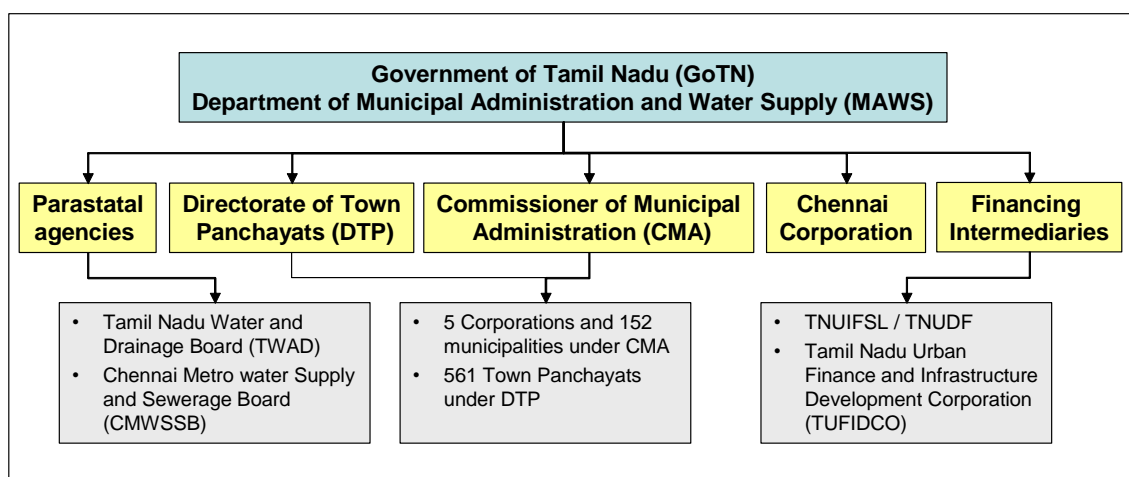 Government of Tamil Nadu (GoTN)
Department of Municipal Administration and Water Supply (MAWS)
Parastatal
agencies
Directorate of Town
Panchayats (DTP)
Commissioner of Municipal
Administration (CMA)
Chennai
Corporation
Financing
Intermediaries
• Tamil Nadu Water and
Drainage Board (TWAD)
• Chennai Metro water Supply
and Sewerage Board
(CMWSSB)
• 5 Corporations and 152
municipalities under CMA
• 561 Town Panchayats
under DTP
• TNUIFSL / TNUDF
• Tamil Nadu Urban
Finance and Infrastructure
Development Corporation
(TUFIDCO)